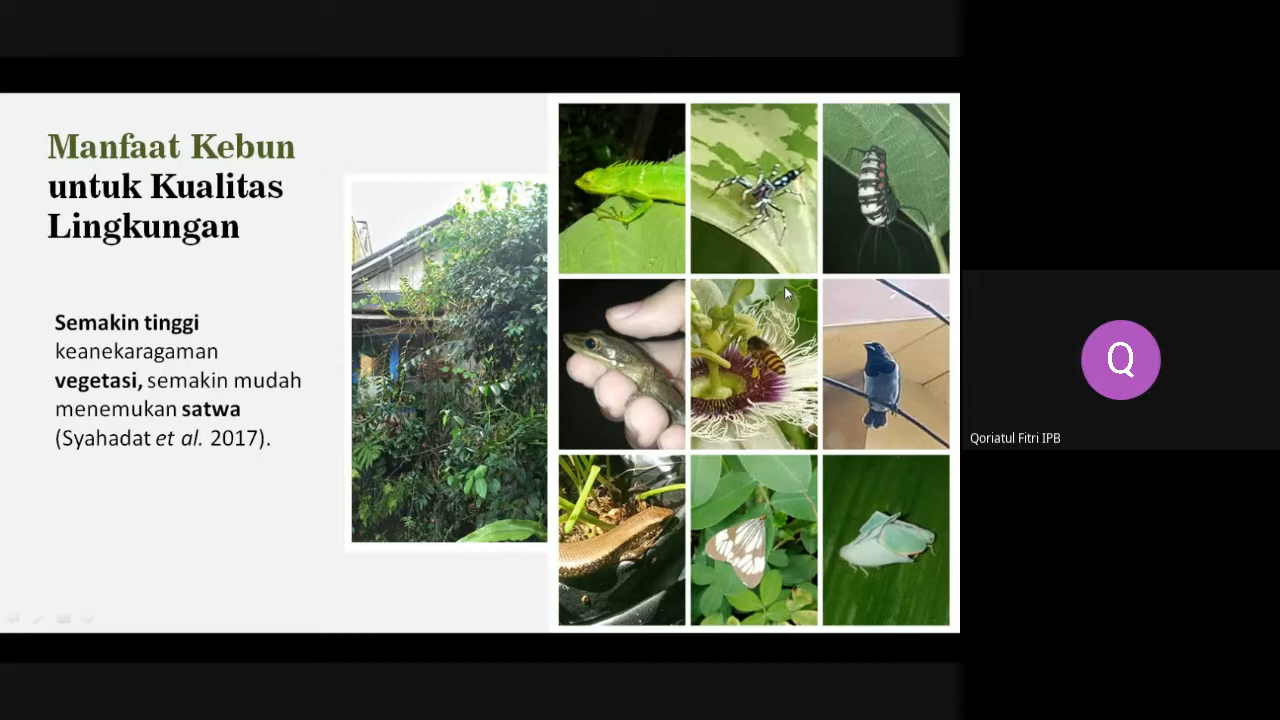 Manfaat Kebun
untuk Kualitas
Lingkungan
Semakin tinggi
keanekaragaman
vegetasi, semakin mudah
menemukan satwa
(Syahadat et al. 2017).
Q
Qoriatul Fitri IPB